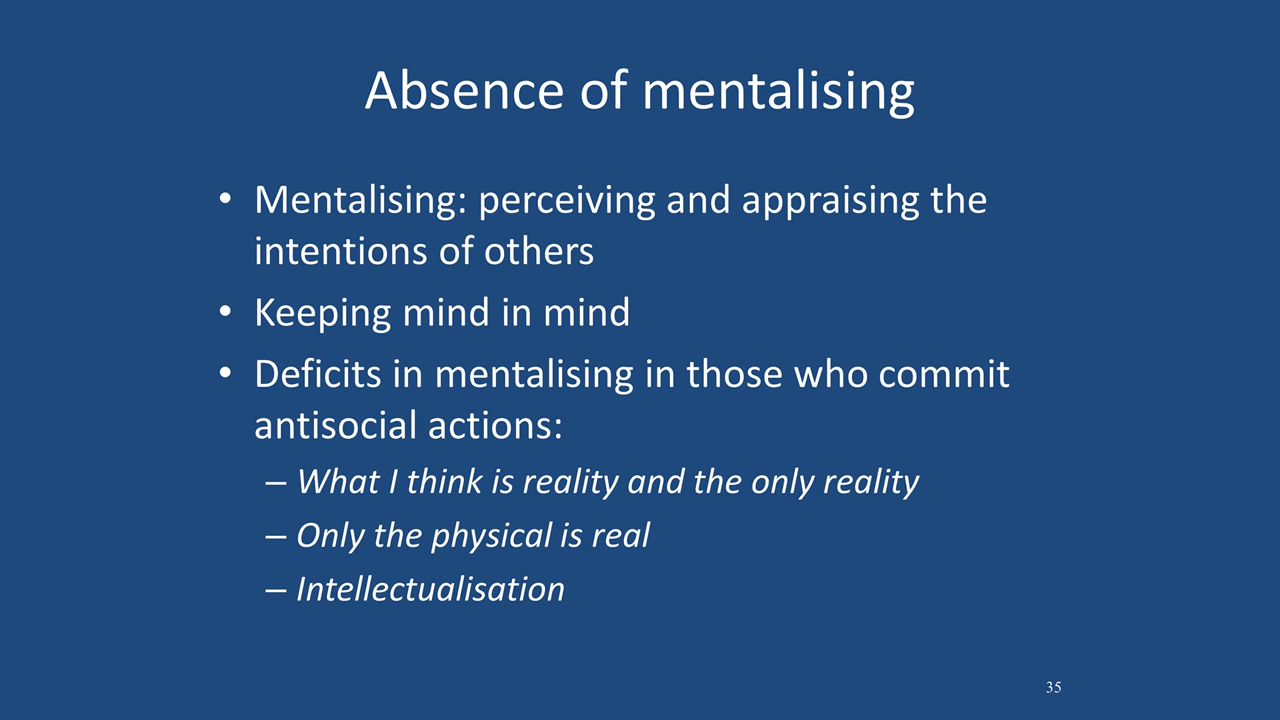 Absence of mentalising
• Mentalising: perceiving and appraising the
intentions of others
• Keeping mind in mind
• Deficits in mentalising in those who commit
antisocial actions:
– What I think is reality and the only reality
– Only the physical is real
– Intellectualisation
35